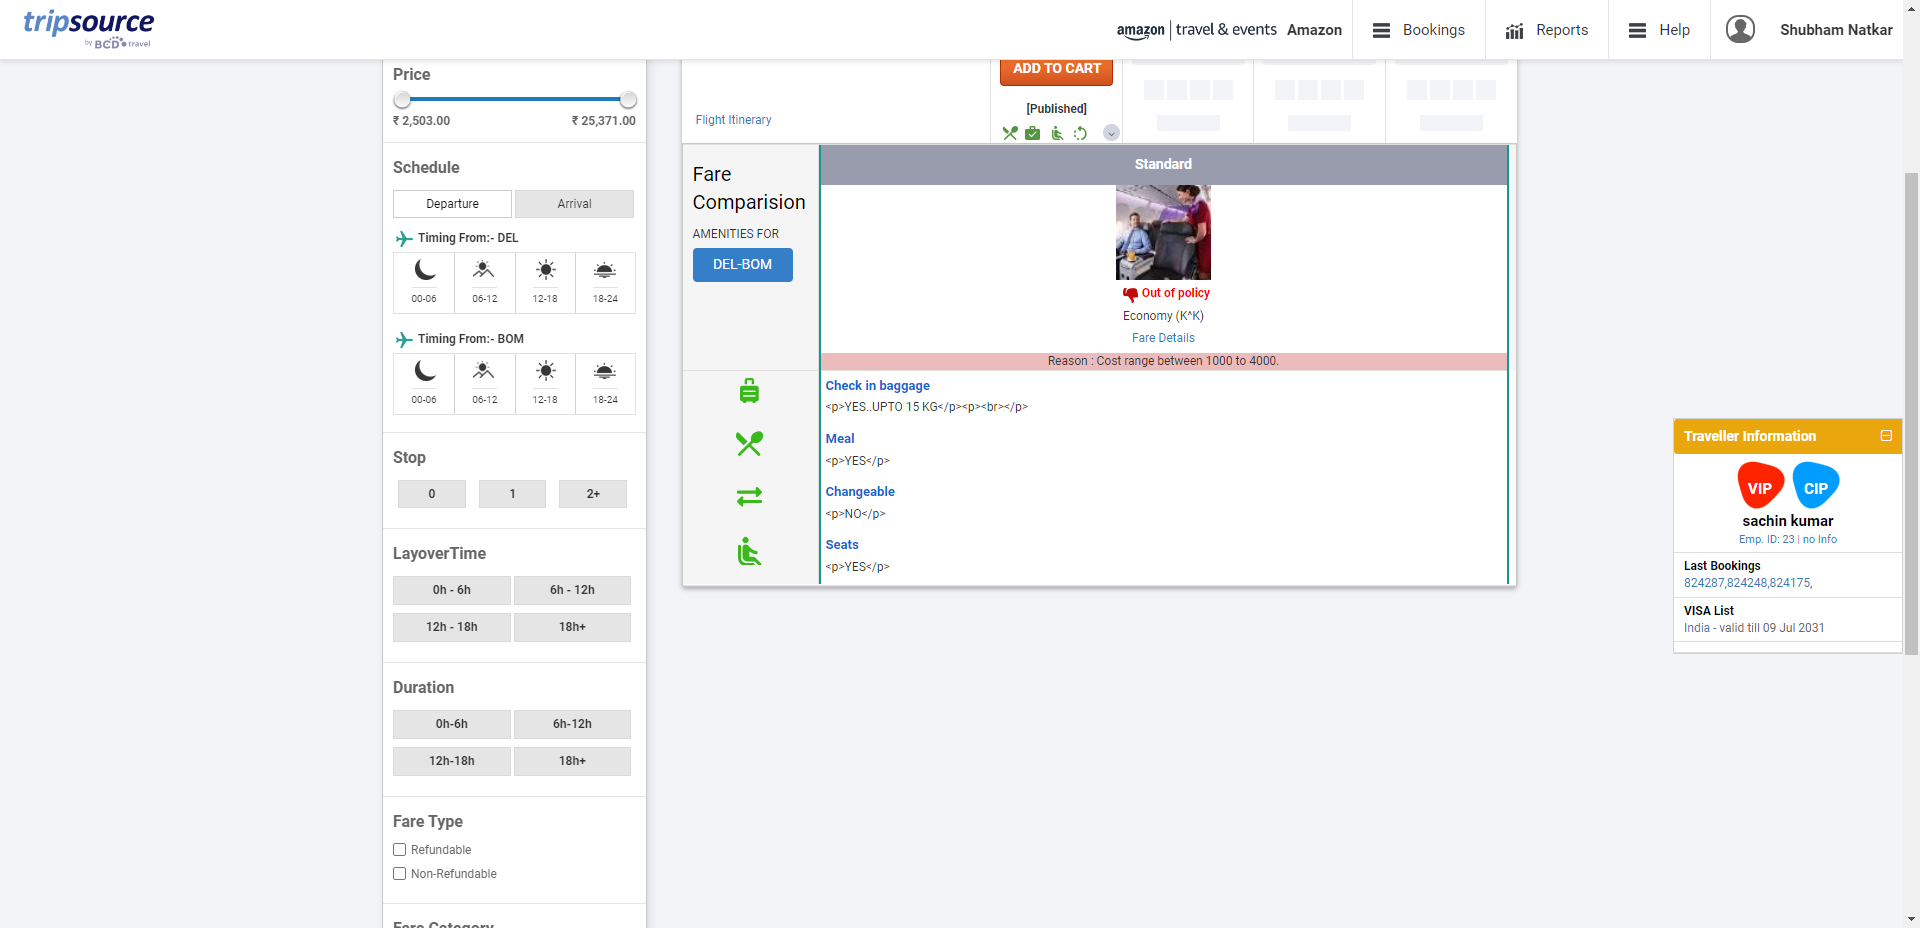 tripsource
by BCD travel
amazon | travel & events Amazon
Bookings
Reports
Help
Shubham Natkar
Price
₹ 2,503.00
₹ 25,371.00
Schedule
Departure
Arrival
Timing From:- DEL
00-06
06-12
12-18
18-24
Timing From:- BOM
00-06
06-12
12-18
18-24
Stop
0
1
2+
LayoverTime
0h - 6h
6h - 12h
12h - 18h
18h+
Duration
0h-6h
6h-12h
12h-18h
18h+
Fare Type
Refundable
Non-Refundable
Fare Category
Flight Itinerary
ADD TO CART
[Published]
Fare
Comparision
AMENITIES FOR
DEL-BOM
Standard
Out of policy
Economy (K^K)
Fare Details
Reason : Cost range between 1000 to 4000.
Check in baggage
<p>YES..UPTO 15 KG</p><p><br></p>
Meal
<p>YES</p>
Changeable
<p>NO</p>
Seats
<p>YES</p>
Traveller Information
VIP
CIP
sachin kumar
Emp. ID: 23 | no Info
Last Bookings
824287,824248,824175,
VISA List
India - valid till 09 Jul 2031